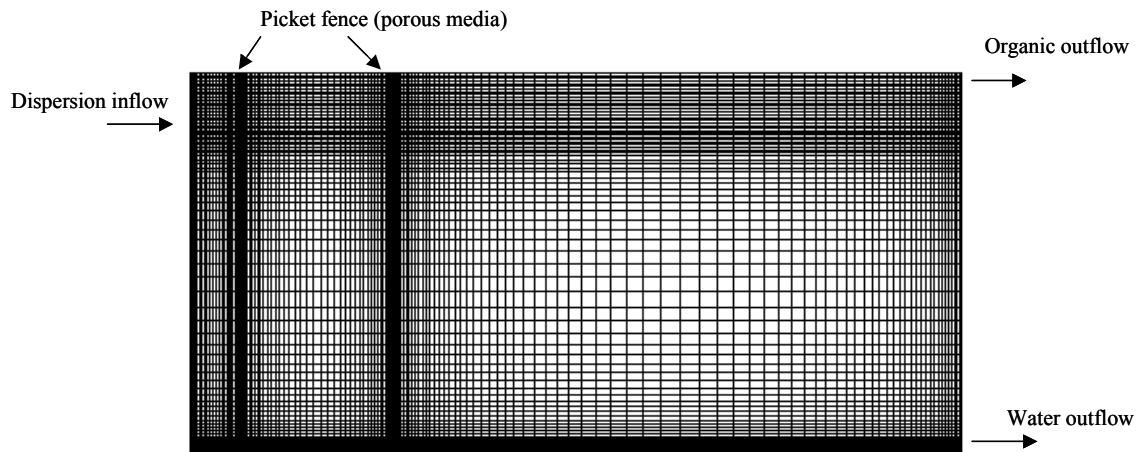 Picket fence (porous media)
Organic outflow
Dispersion inflow
Water outflow